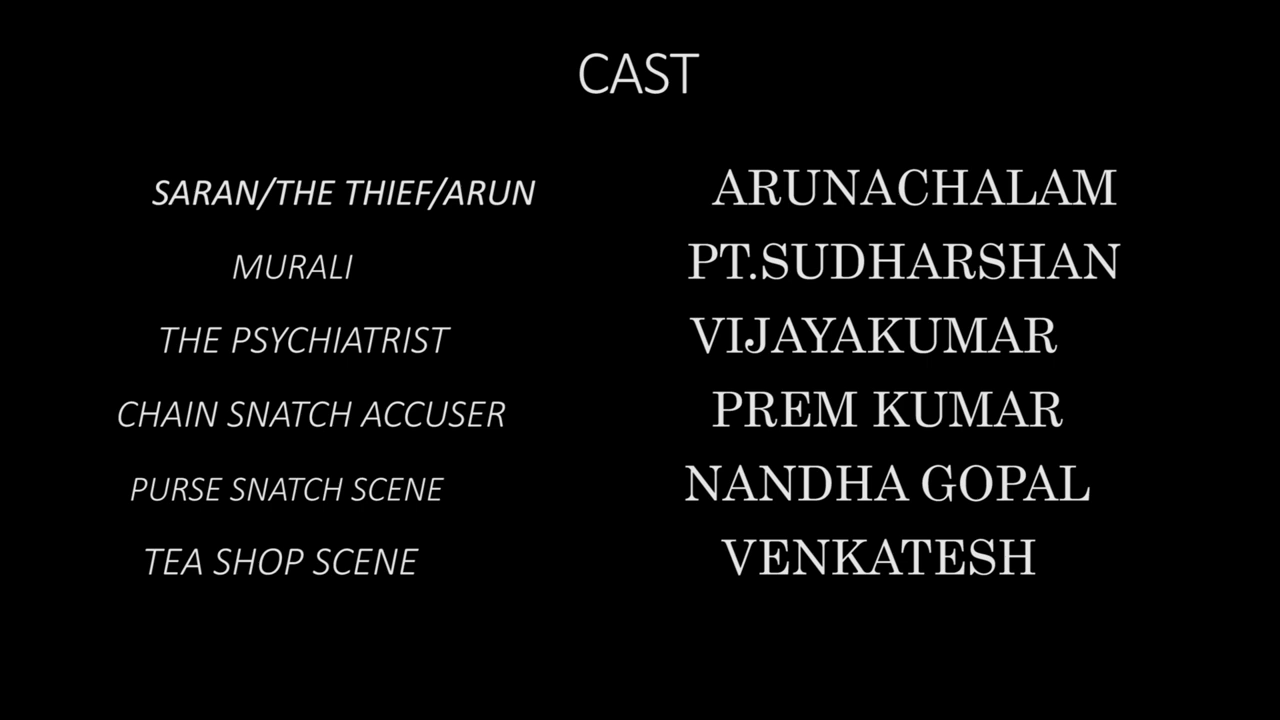 CAST
SARAN/THE THIEF/ARUN ARUNACHALAM
MURALI PT.SUDHARSHAN
THE PSYCHIATRIST VIJAYAKUMAR
CHAIN SNATCH ACCUSER PREM KUMAR
PURSE SNATCH SCENE NANDHA GOPAL
TEA SHOP SCENE VENKATESH